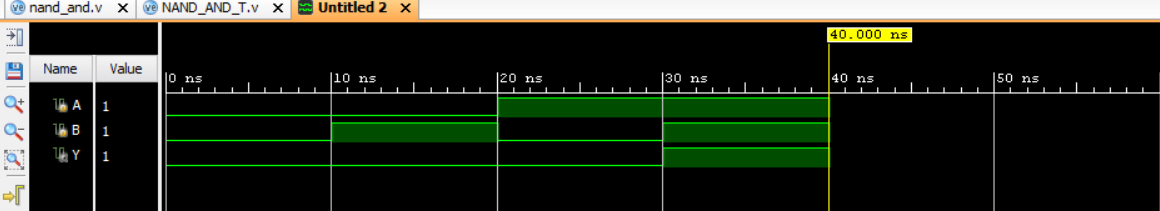 nand_and.v NAND_AND_T.v Untitled 2
40.000 ns
Name Value
0 ns 10 ns 20 ns 30 ns 40 ns 50 ns
A 1
B 1
Y 1